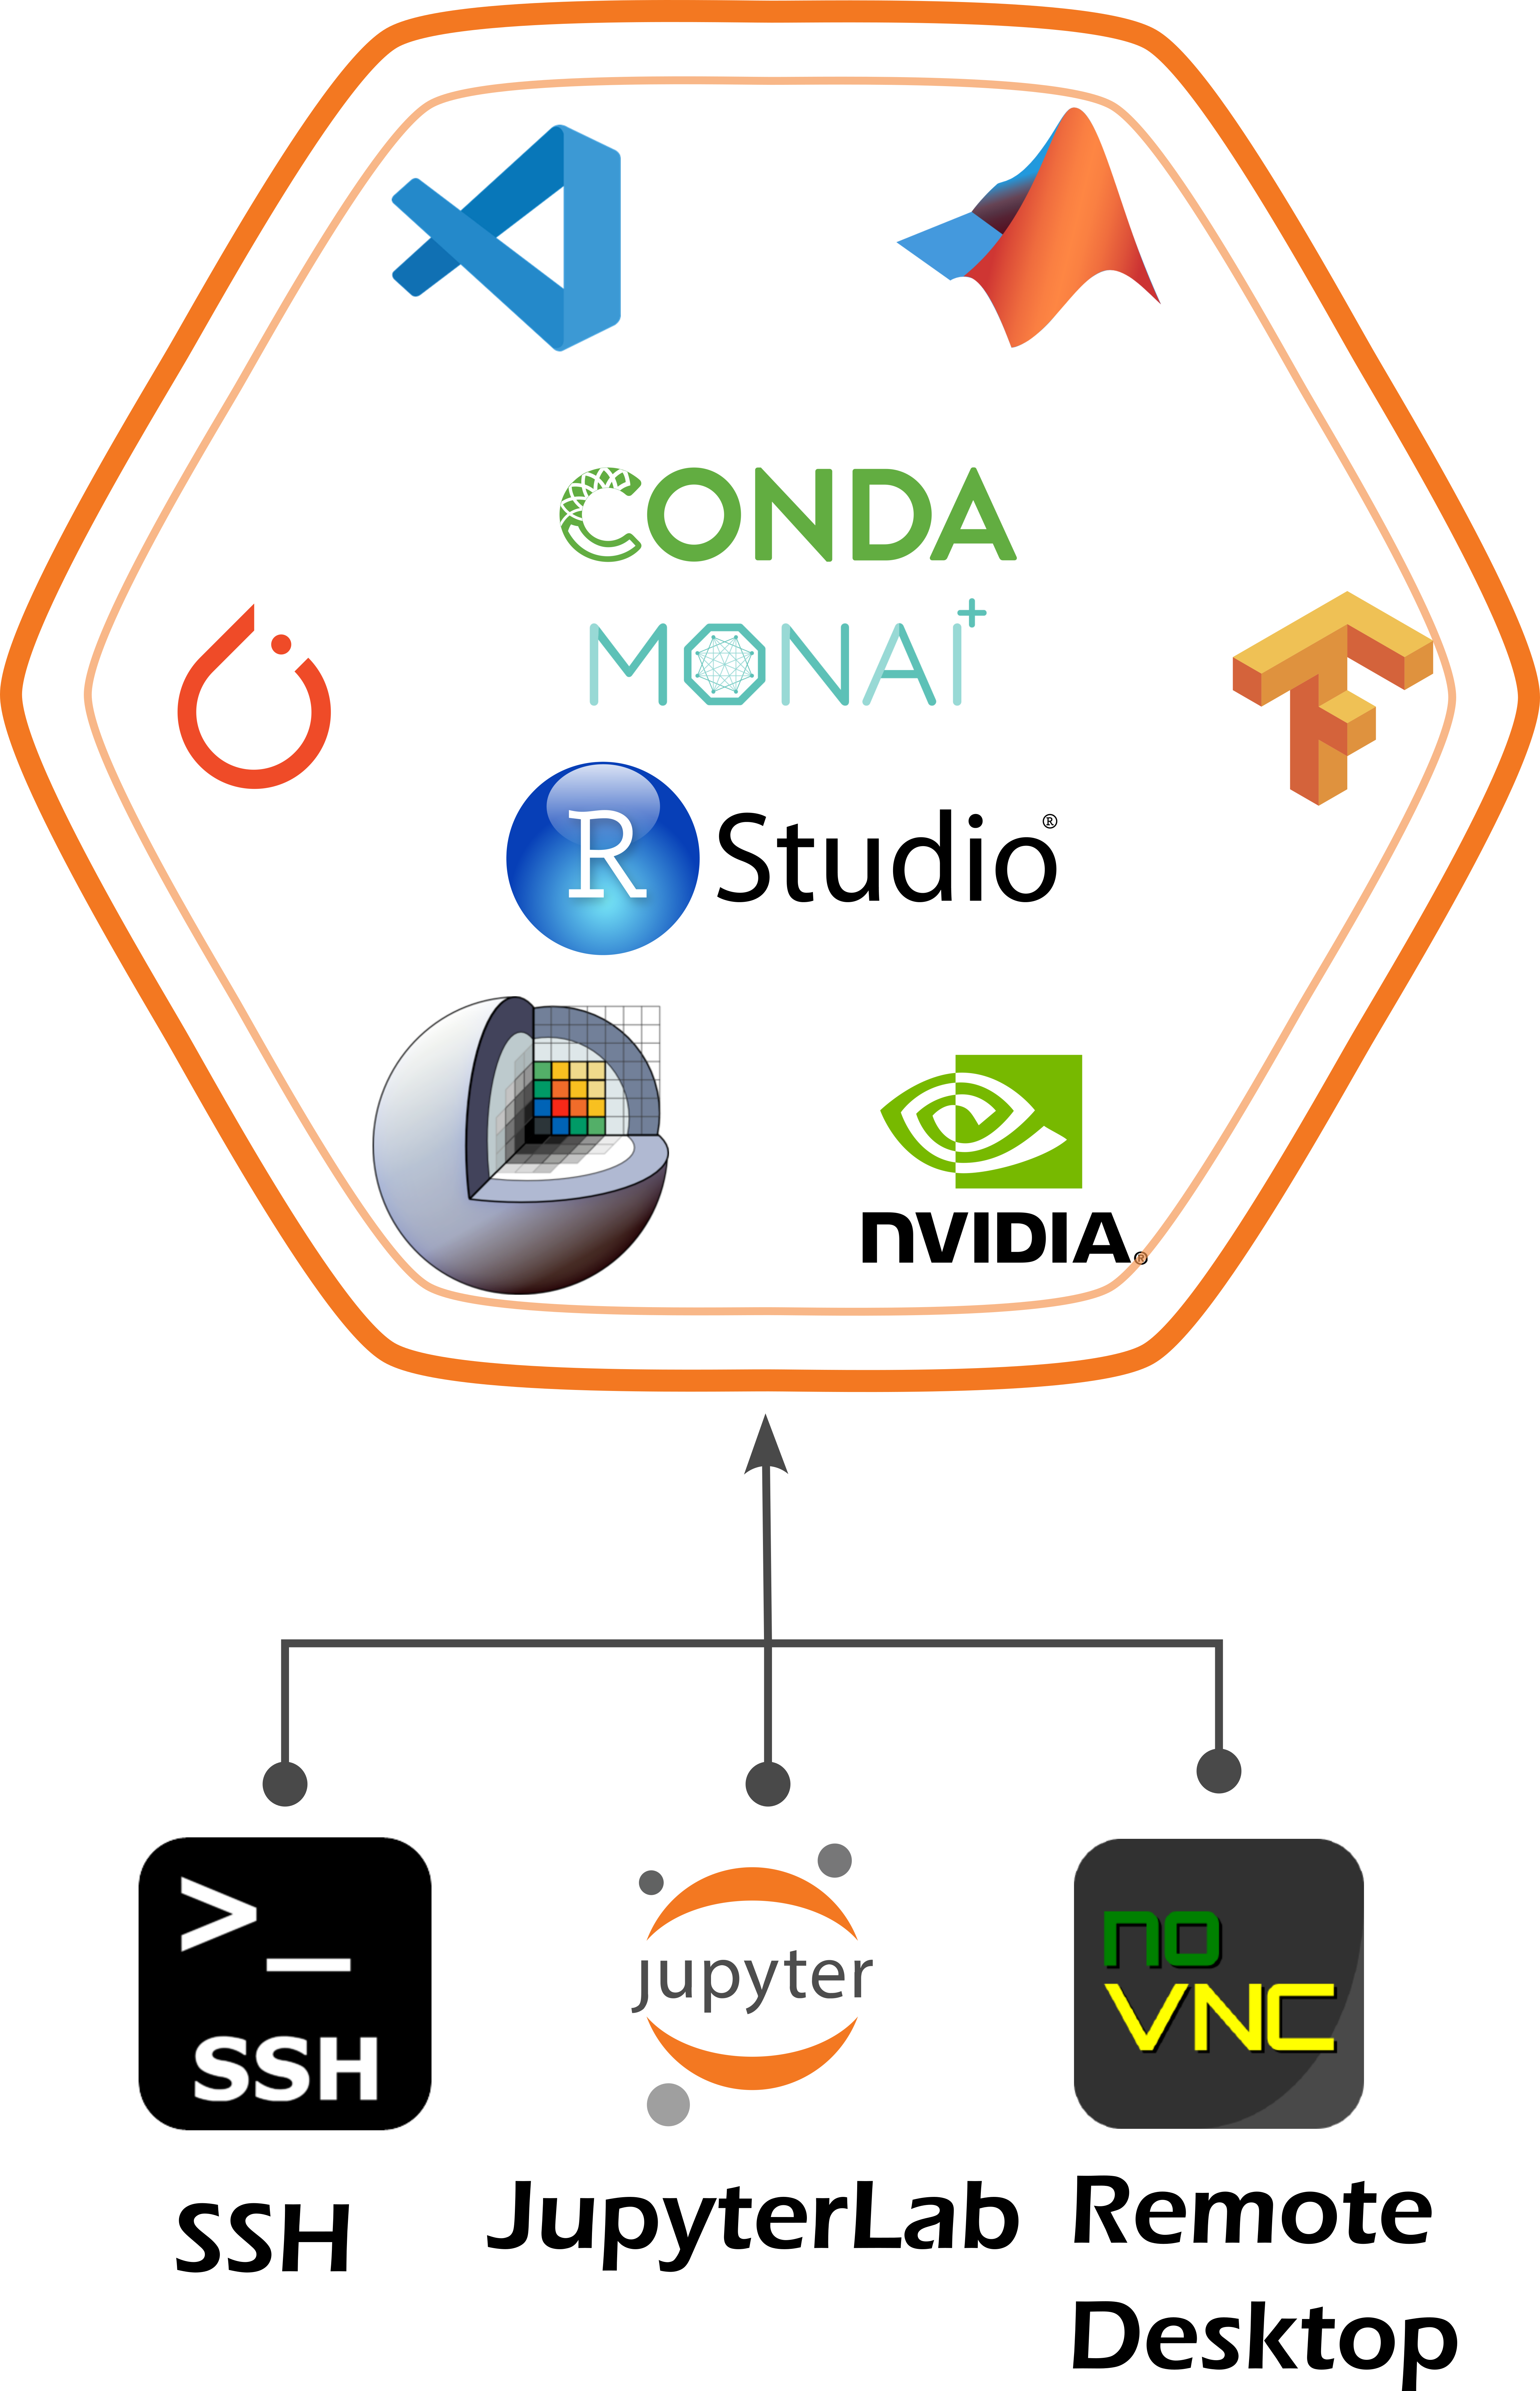 CONDA
MONAI
R Studio®
NVIDIA®
>_
SSH
jupyter
no
VNC
SSH
JupyterLab
Remote
Desktop